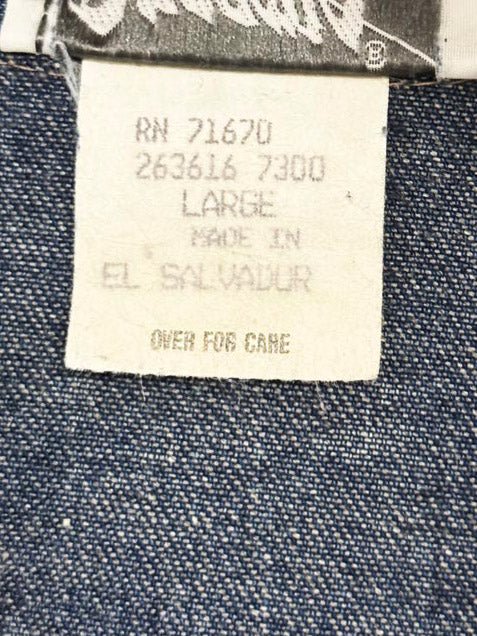 ®
RN 71670
263616 7300
LARGE
MADE IN
EL SALVADOR
OVER FOR CARE